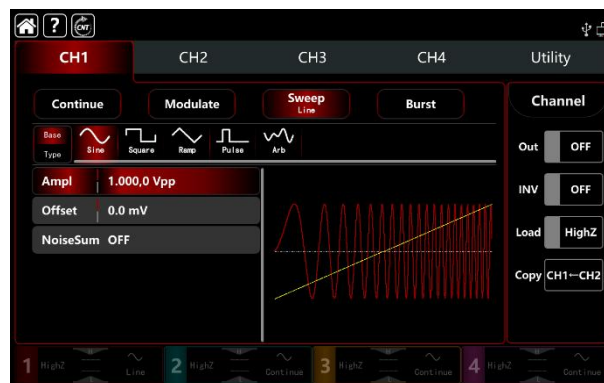 ? CNT
CH1 CH2 CH3 CH4 Utility
Continue Modulate Sweep Line Burst Channel
Base Type Sine Square Ramp Pulse Arb
Out OFF
Ampl 1.000,0 Vpp
INV OFF
Offset 0.0 mV
Load HighZ
NoiseSum OFF
Copy CH1←CH2
1 HighZ Line 2 HighZ Continue 3 HighZ Continue 4 HighZ Continue